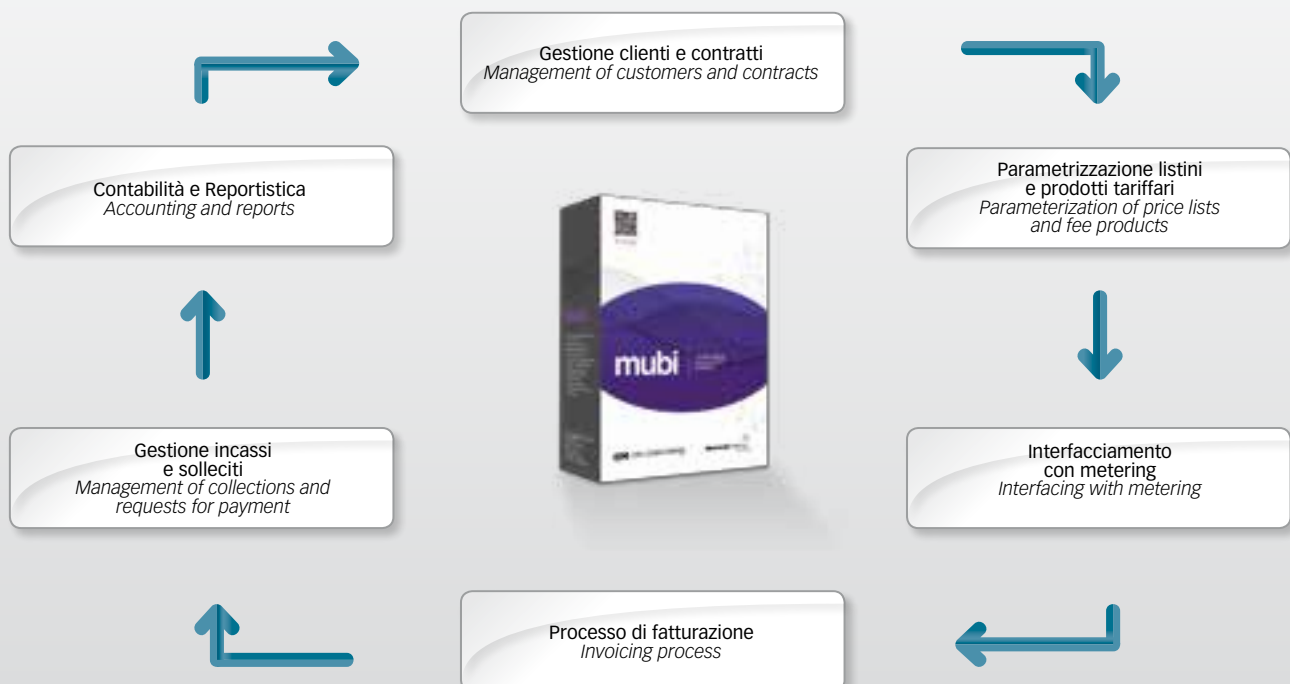 Gestione clienti e contratti
Management of customers and contracts
Contabilità e Reportistica
Accounting and reports
Parametrizzazione listini
e prodotti tariffari
Parameterization of price lists
and fee products
mubi
Gestione incassi
e solleciti
Management of collections and
requests for payment
Interfacciamento
con metering
Interfacing with metering
Processo di fatturazione
Invoicing process